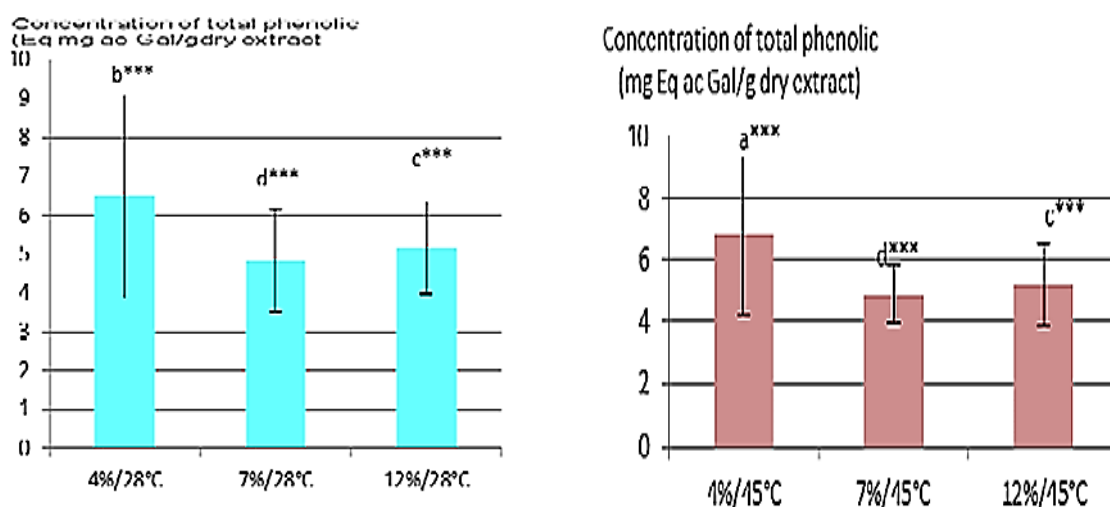 Concentration of total phenolic
(Eq mg ac Gal/gdry extract
10
9
8
7
6
5
4
3
2
1
0
b***
d***
c***
4%/28°C
7%/28°C
12%/28°C
Concentration of total phenolic
(mg Eq ac Gal/g dry extract)
10
8
6
4
2
0
a***
d***
c***
4%/45°C
7%/45°C
12%/45°C